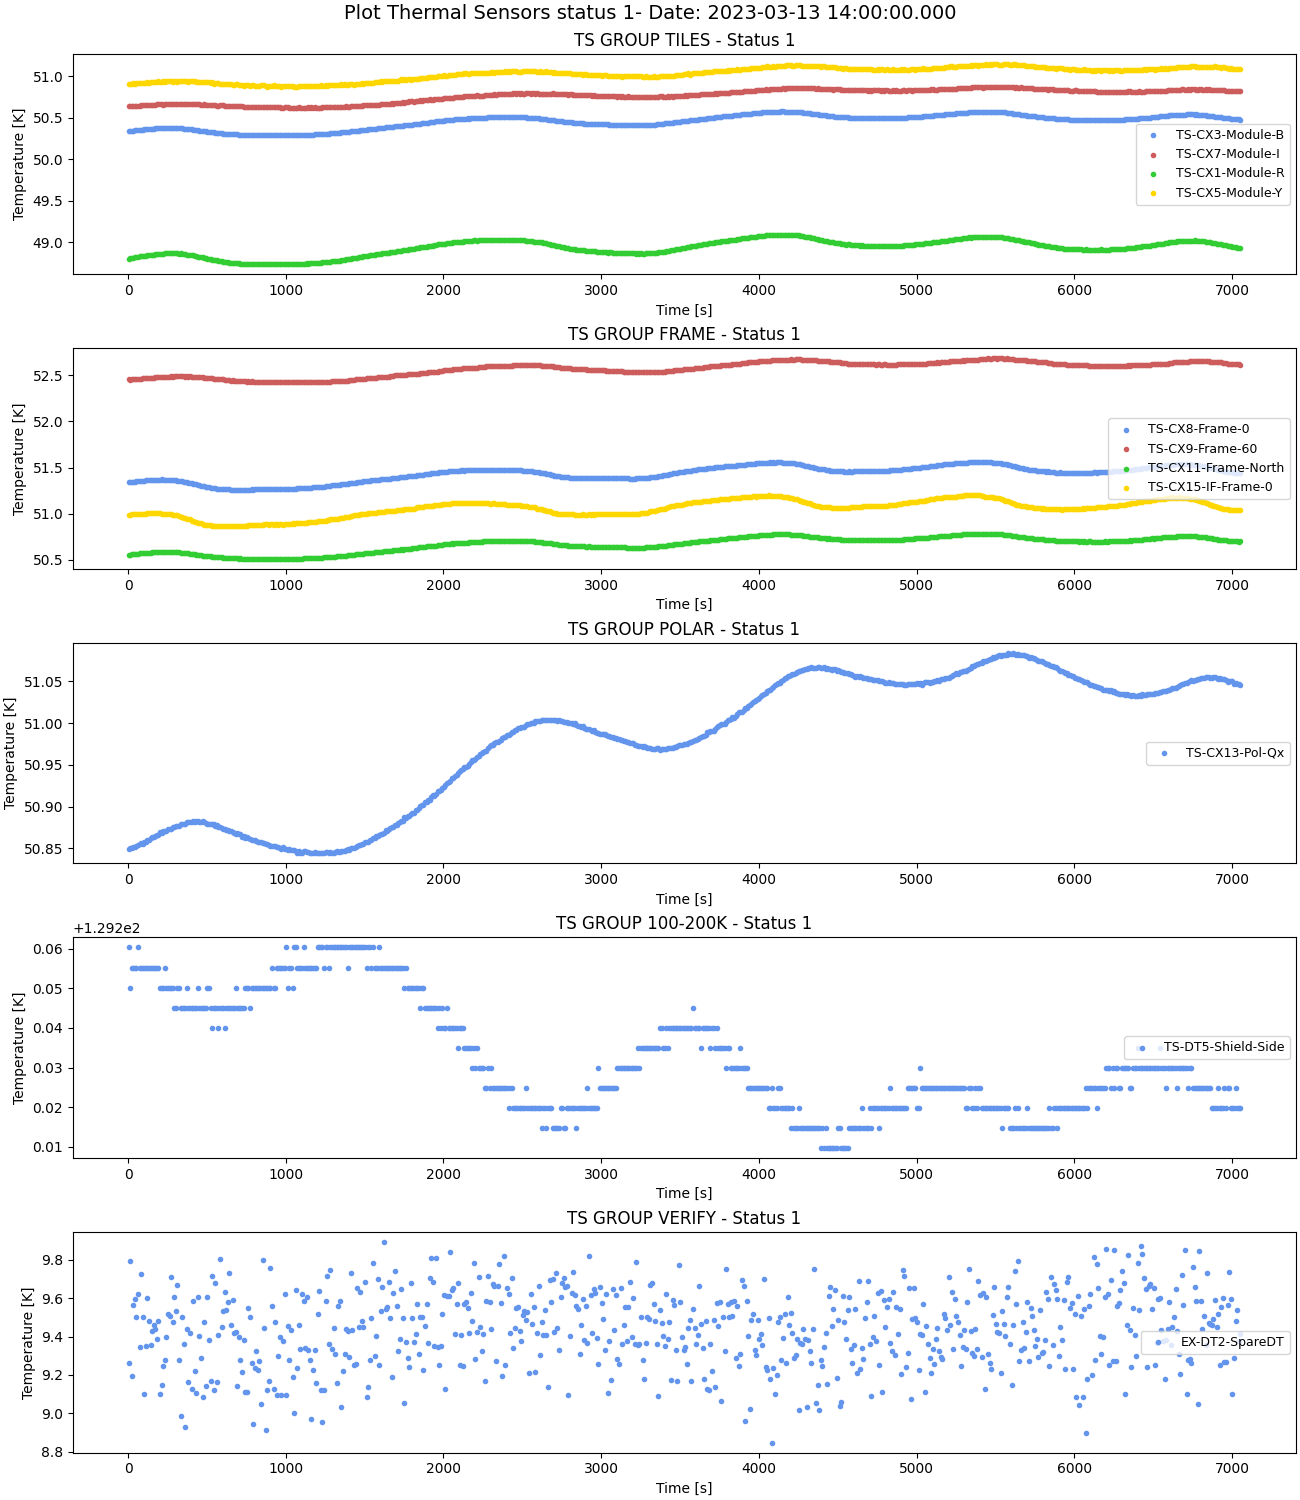 Plot Thermal Sensors status 1- Date: 2023-03-13 14:00:00.000
TS GROUP TILES - Status 1
Temperature [K]
51.0
50.5
50.0
49.5
49.0
TS-CX3-Module-B
TS-CX7-Module-I
TS-CX1-Module-R
TS-CX5-Module-Y
0 1000 2000 3000 4000 5000 6000 7000
Time [s]
TS GROUP FRAME - Status 1
Temperature [K]
52.5
52.0
51.5
51.0
50.5
TS-CX8-Frame-0
TS-CX9-Frame-60
TS-CX11-Frame-North
TS-CX15-IF-Frame-0
0 1000 2000 3000 4000 5000 6000 7000
Time [s]
TS GROUP POLAR - Status 1
Temperature [K]
51.05
51.00
50.95
50.90
50.85
TS-CX13-Pol-Qx
0 1000 2000 3000 4000 5000 6000 7000
Time [s]
TS GROUP 100-200K - Status 1
+1.292e2
Temperature [K]
0.06
0.05
0.04
0.03
0.02
0.01
TS-DT5-Shield-Side
0 1000 2000 3000 4000 5000 6000 7000
Time [s]
TS GROUP VERIFY - Status 1
Temperature [K]
9.8
9.6
9.4
9.2
9.0
8.8
EX-DT2-SpareDT
0 1000 2000 3000 4000 5000 6000 7000
Time [s]